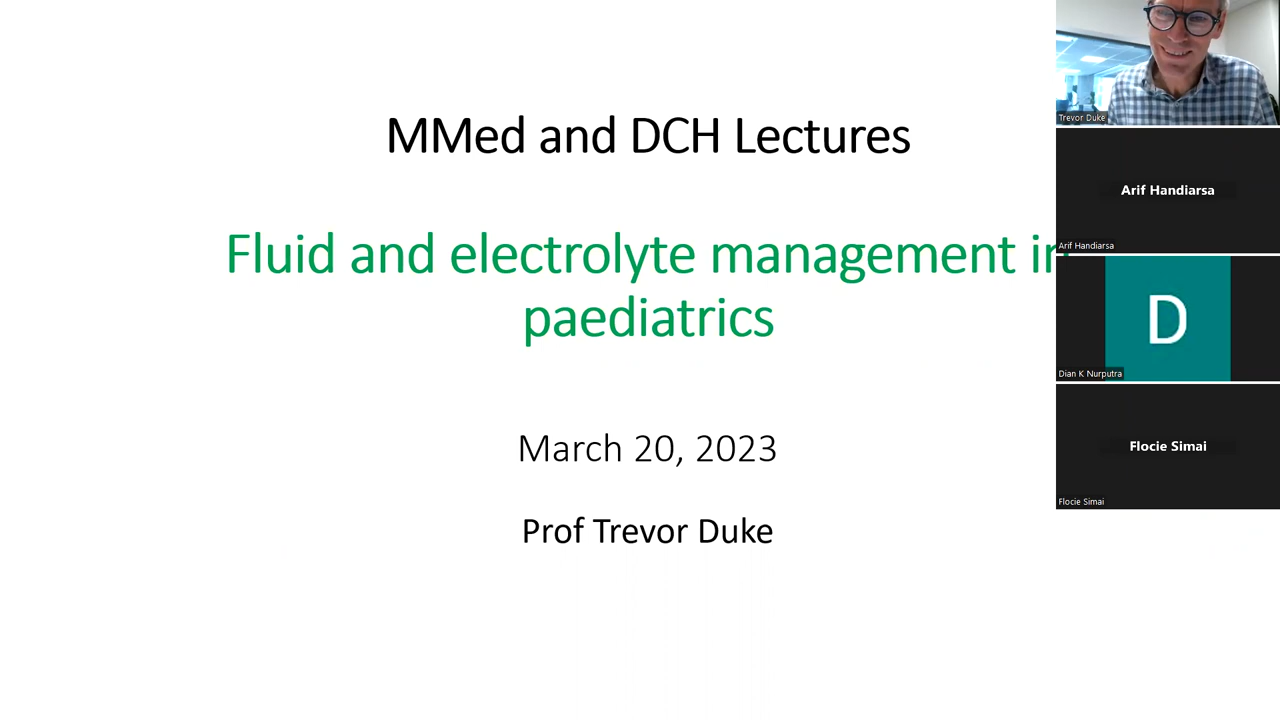 MMed and DCH Lectures
Fluid and electrolyte management in
paediatrics
March 20, 2023
Prof Trevor Duke
Trevor Duke
Arif Handiarsa
Arif Handiarsa
D
Dian K Nurputra
Flocie Simai
Flocie Simai